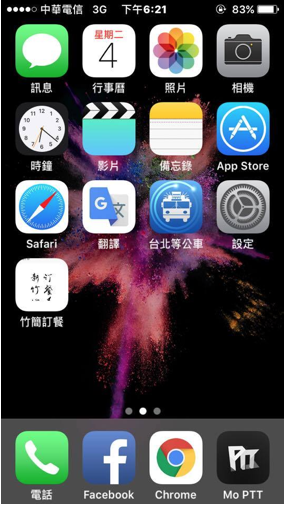 中華電信 3G 下午6:21 83%
星期二
4
訊息 行事曆 照片 相機
時鐘 影片 備忘錄 App Store
G 文
Safari 翻譯 台北等公車 設定
竹簡訂餐
f PTT
電話 Facebook Chrome Mo PTT